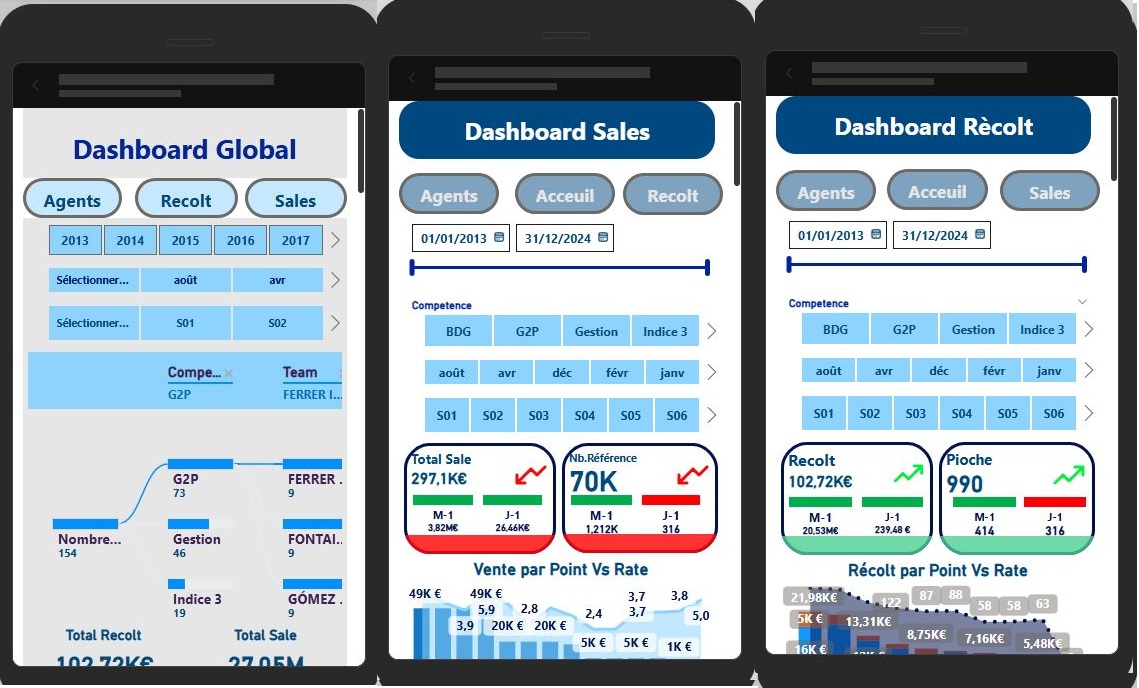 Dashboard Global
Agents Recolt Sales
2013 2014 2015 2016 2017
Sélectionner... août avr
Sélectionner... S01 S02
Compe... Team
G2P FERRER I...
G2P
73
FERRER .
9
Nombre...
154
Gestion
46
FONTAI..
9
Indice 3
19
GÓMEZ .
9
Total Recolt Total Sale
102,72K€ 27,05M
Dashboard Sales
Agents Acceuil Recolt
01/01/2013 31/12/2024
Competence
BDG G2P Gestion Indice 3
août avr déc févr janv
S01 S02 S03 S04 S05 S06
Total Sale
297,1K€
M-1 J-1
3,82M€ 26,46K€
Nb.Référence
70K
M-1 J-1
1,212K 316
Vente par Point Vs Rate
49K € 49K € 3,7 3,8
5,9 2,8 2,4 3,7 5,0
3,9 20K € 20K €
5K € 5K € 1K €
Dashboard Rècolt
Agents Acceuil Sales
01/01/2013 31/12/2024
Competence
BDG G2P Gestion Indice 3
août avr déc févr janv
S01 S02 S03 S04 S05 S06
Recolt
102,72K€
M-1 J-1
20,53M€ 239,48 €
Pioche
990
M-1 J-1
414 316
Récolt par Point Vs Rate
21,98K€ 122 87 88 58 58 63
5K € 13,31K€ 8,75K€ 7,16K€ 5,48K€
16K €